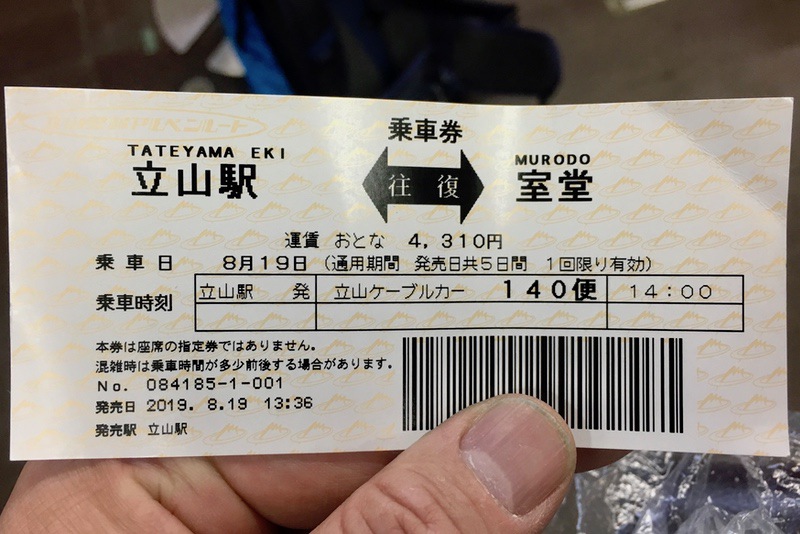 乗車券
TATEYAMA EKI
立山駅
往復
MURODO
室堂
運賃 おとな 4,310円
乗車日 8月19日 (通用期間 発売日共5日間 1回限り有効)
乗車時刻 立山駅 発 立山ケーブルカー 140便 14:00
本券は座席の指定券ではありません。
混雑時は乗車時間が多少前後する場合があります。
No. 084185-1-001
発売日 2019. 8.19 13:36
発売駅 立山駅